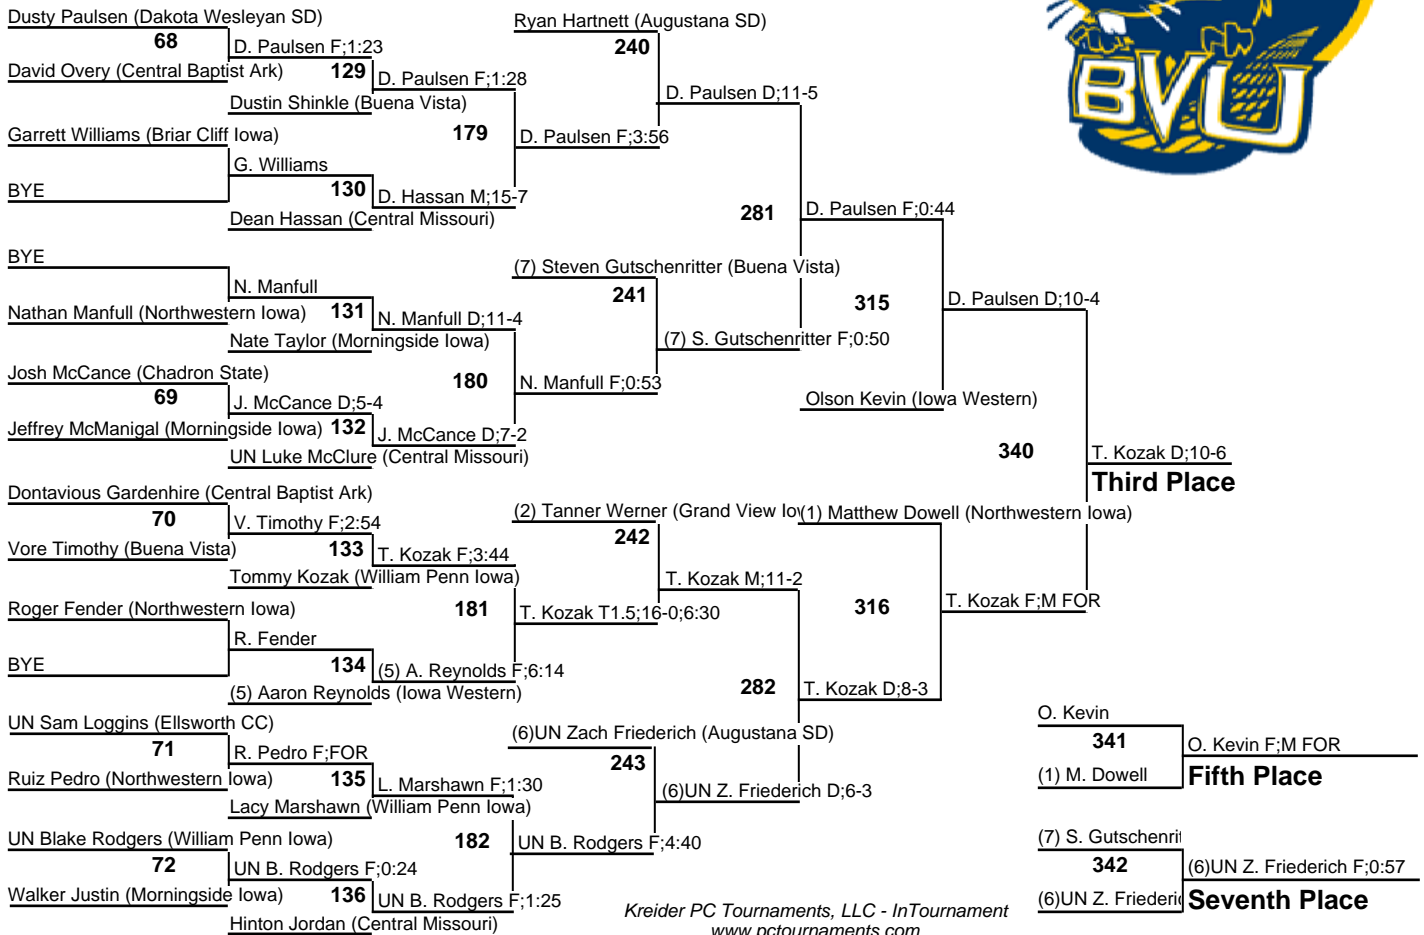 Dusty Paulsen (Dakota Wesleyan SD)
68
D. Paulsen F;1:23
David Overy (Central Baptist Ark)
129
D. Paulsen F;1:28
Dustin Shinkle (Buena Vista)
179
D. Paulsen F;3:56
Garrett Williams (Briar Cliff Iowa)
G. Williams
BYE
130
D. Hassan M;15-7
Dean Hassan (Central Missouri)
BYE
N. Manfull
Nathan Manfull (Northwestern Iowa)
131
N. Manfull D;11-4
Nate Taylor (Morningside Iowa)
180
N. Manfull F;0:53
Josh McCance (Chadron State)
69
J. McCance D;5-4
Jeffrey McManigal (Morningside Iowa)
132
J. McCance D;7-2
UN Luke McClure (Central Missouri)
Dontavious Gardenhire (Central Baptist Ark)
70
V. Timothy F;2:54
Vore Timothy (Buena Vista)
133
T. Kozak F;3:44
Tommy Kozak (William Penn Iowa)
181
T. Kozak T1.5;16-0;6:30
Roger Fender (Northwestern Iowa)
R. Fender
BYE
134
(5) A. Reynolds F;6:14
(5) Aaron Reynolds (Iowa Western)
UN Sam Loggins (Ellsworth CC)
71
R. Pedro F;FOR
Ruiz Pedro (Northwestern Iowa)
135
L. Marshawn F;1:30
Lacy Marshawn (William Penn Iowa)
182
UN B. Rodgers F;4:40
UN Blake Rodgers (William Penn Iowa)
72
UN B. Rodgers F;0:24
Walker Justin (Morningside Iowa)
136
UN B. Rodgers F;1:25
Hinton Jordan (Central Missouri)
Ryan Hartnett (Augustana SD)
240
D. Paulsen D;11-5
281
D. Paulsen F;0:44
(7) Steven Gutschenritter (Buena Vista)
241
(7) S. Gutschenritter F;0:50
315
D. Paulsen D;10-4
Olson Kevin (Iowa Western)
340
T. Kozak D;10-6
Third Place
(2) Tanner Werner (Grand View Io
(1) Matthew Dowell (Northwestern Iowa)
242
T. Kozak M;11-2
316
T. Kozak F;M FOR
282
T. Kozak D;8-3
(6)UN Zach Friederich (Augustana SD)
243
(6)UN Z. Friederich D;6-3
O. Kevin
341
O. Kevin F;M FOR
(1) M. Dowell
Fifth Place
(7) S. Gutschenrit
342
(6)UN Z. Friederich F;0:57
(6)UN Z. Friederic
Seventh Place
Kreider PC Tournaments, LLC - InTournament
www.pctournaments.com
BVU